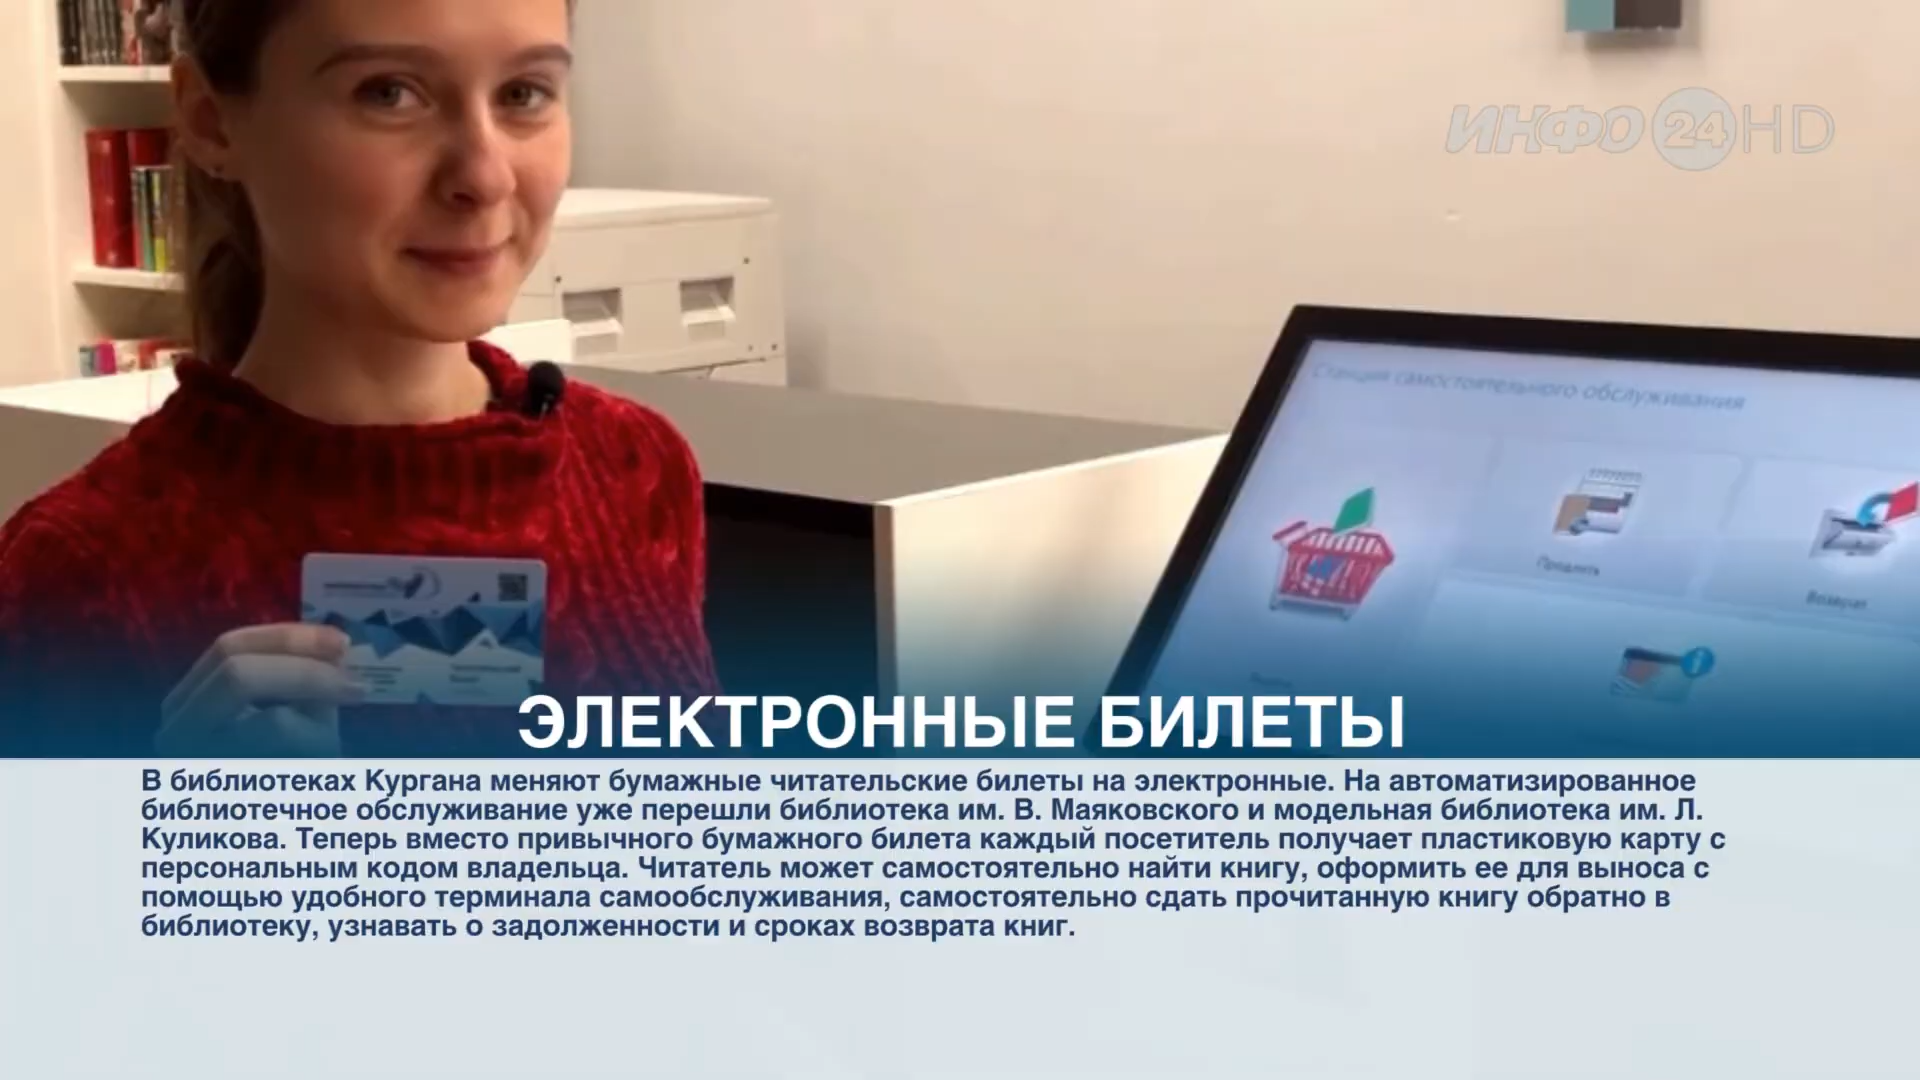 ИНФО 24 HD
Станция самостоятельного обслуживания
Продлить
Возврат
ЭЛЕКТРОННЫЕ БИЛЕТЫ
В библиотеках Кургана меняют бумажные читательские билеты на электронные. На автоматизированное
библиотечное обслуживание уже перешли библиотека им. В. Маяковского и модельная библиотека им. Л.
Куликова. Теперь вместо привычного бумажного билета каждый посетитель получает пластиковую карту с
персональным кодом владельца. Читатель может самостоятельно найти книгу, оформить ее для выноса с
помощью удобного терминала самообслуживания, самостоятельно сдать прочитанную книгу обратно в
библиотеку, узнавать о задолженности и сроках возврата книг.